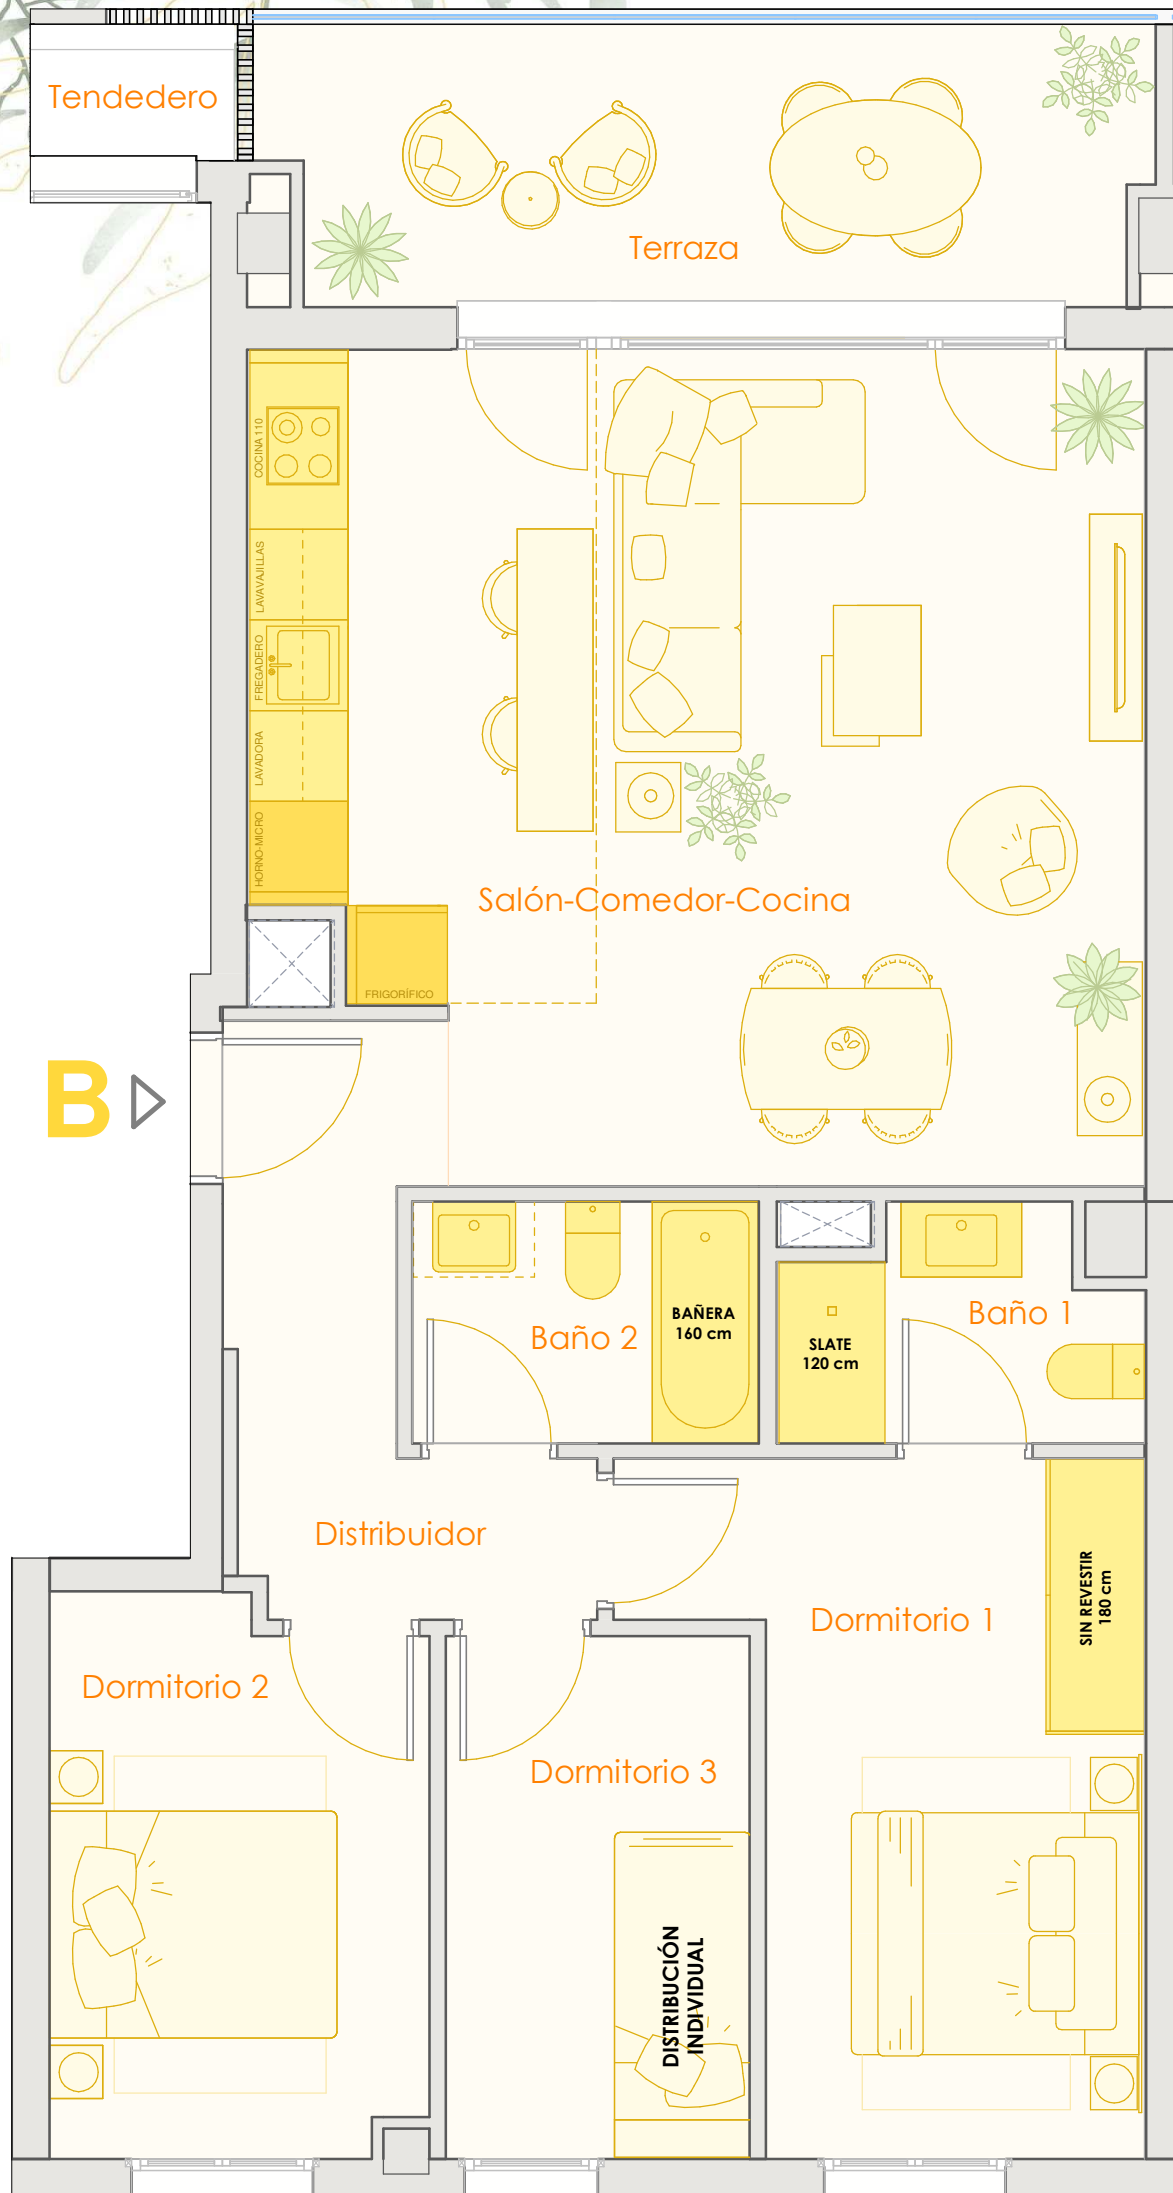 Tendedero
Terraza
COCINA 110
LAVAVAJILLAS
FREGADERO
LAVADORA
HORNO-MICRO
Salón-Comedor-Cocina
FRIGORÍFICO
B
Baño 2
BAÑERA
160 cm
SLATE
120 cm
Baño 1
Distribuidor
Dormitorio 1
SIN REVESTIR
180 cm
Dormitorio 2
Dormitorio 3
DISTRIBUCIÓN
INDIVIDUAL